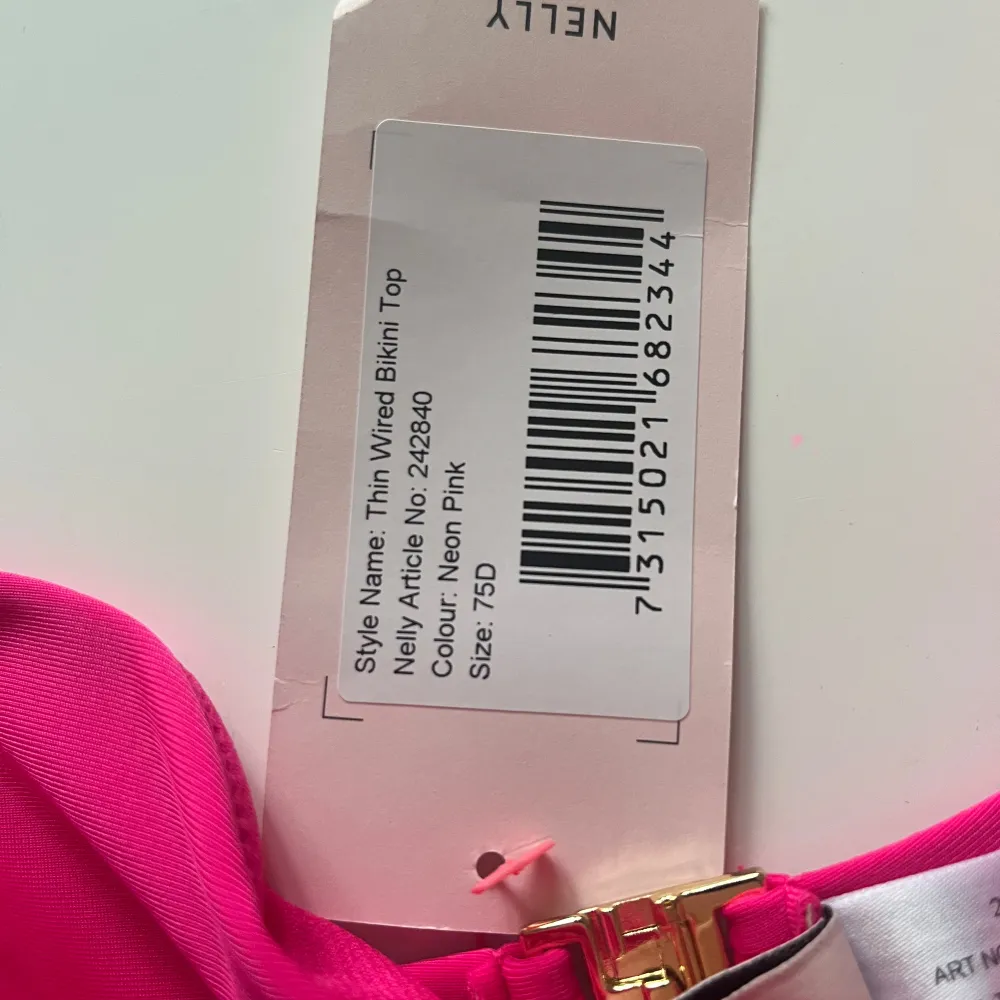 NELLY
Style Name: Thin Wired Bikini Top
Nelly Article No: 242840
Colour: Neon Pink
Size: 75D
7 315021 682344
ART